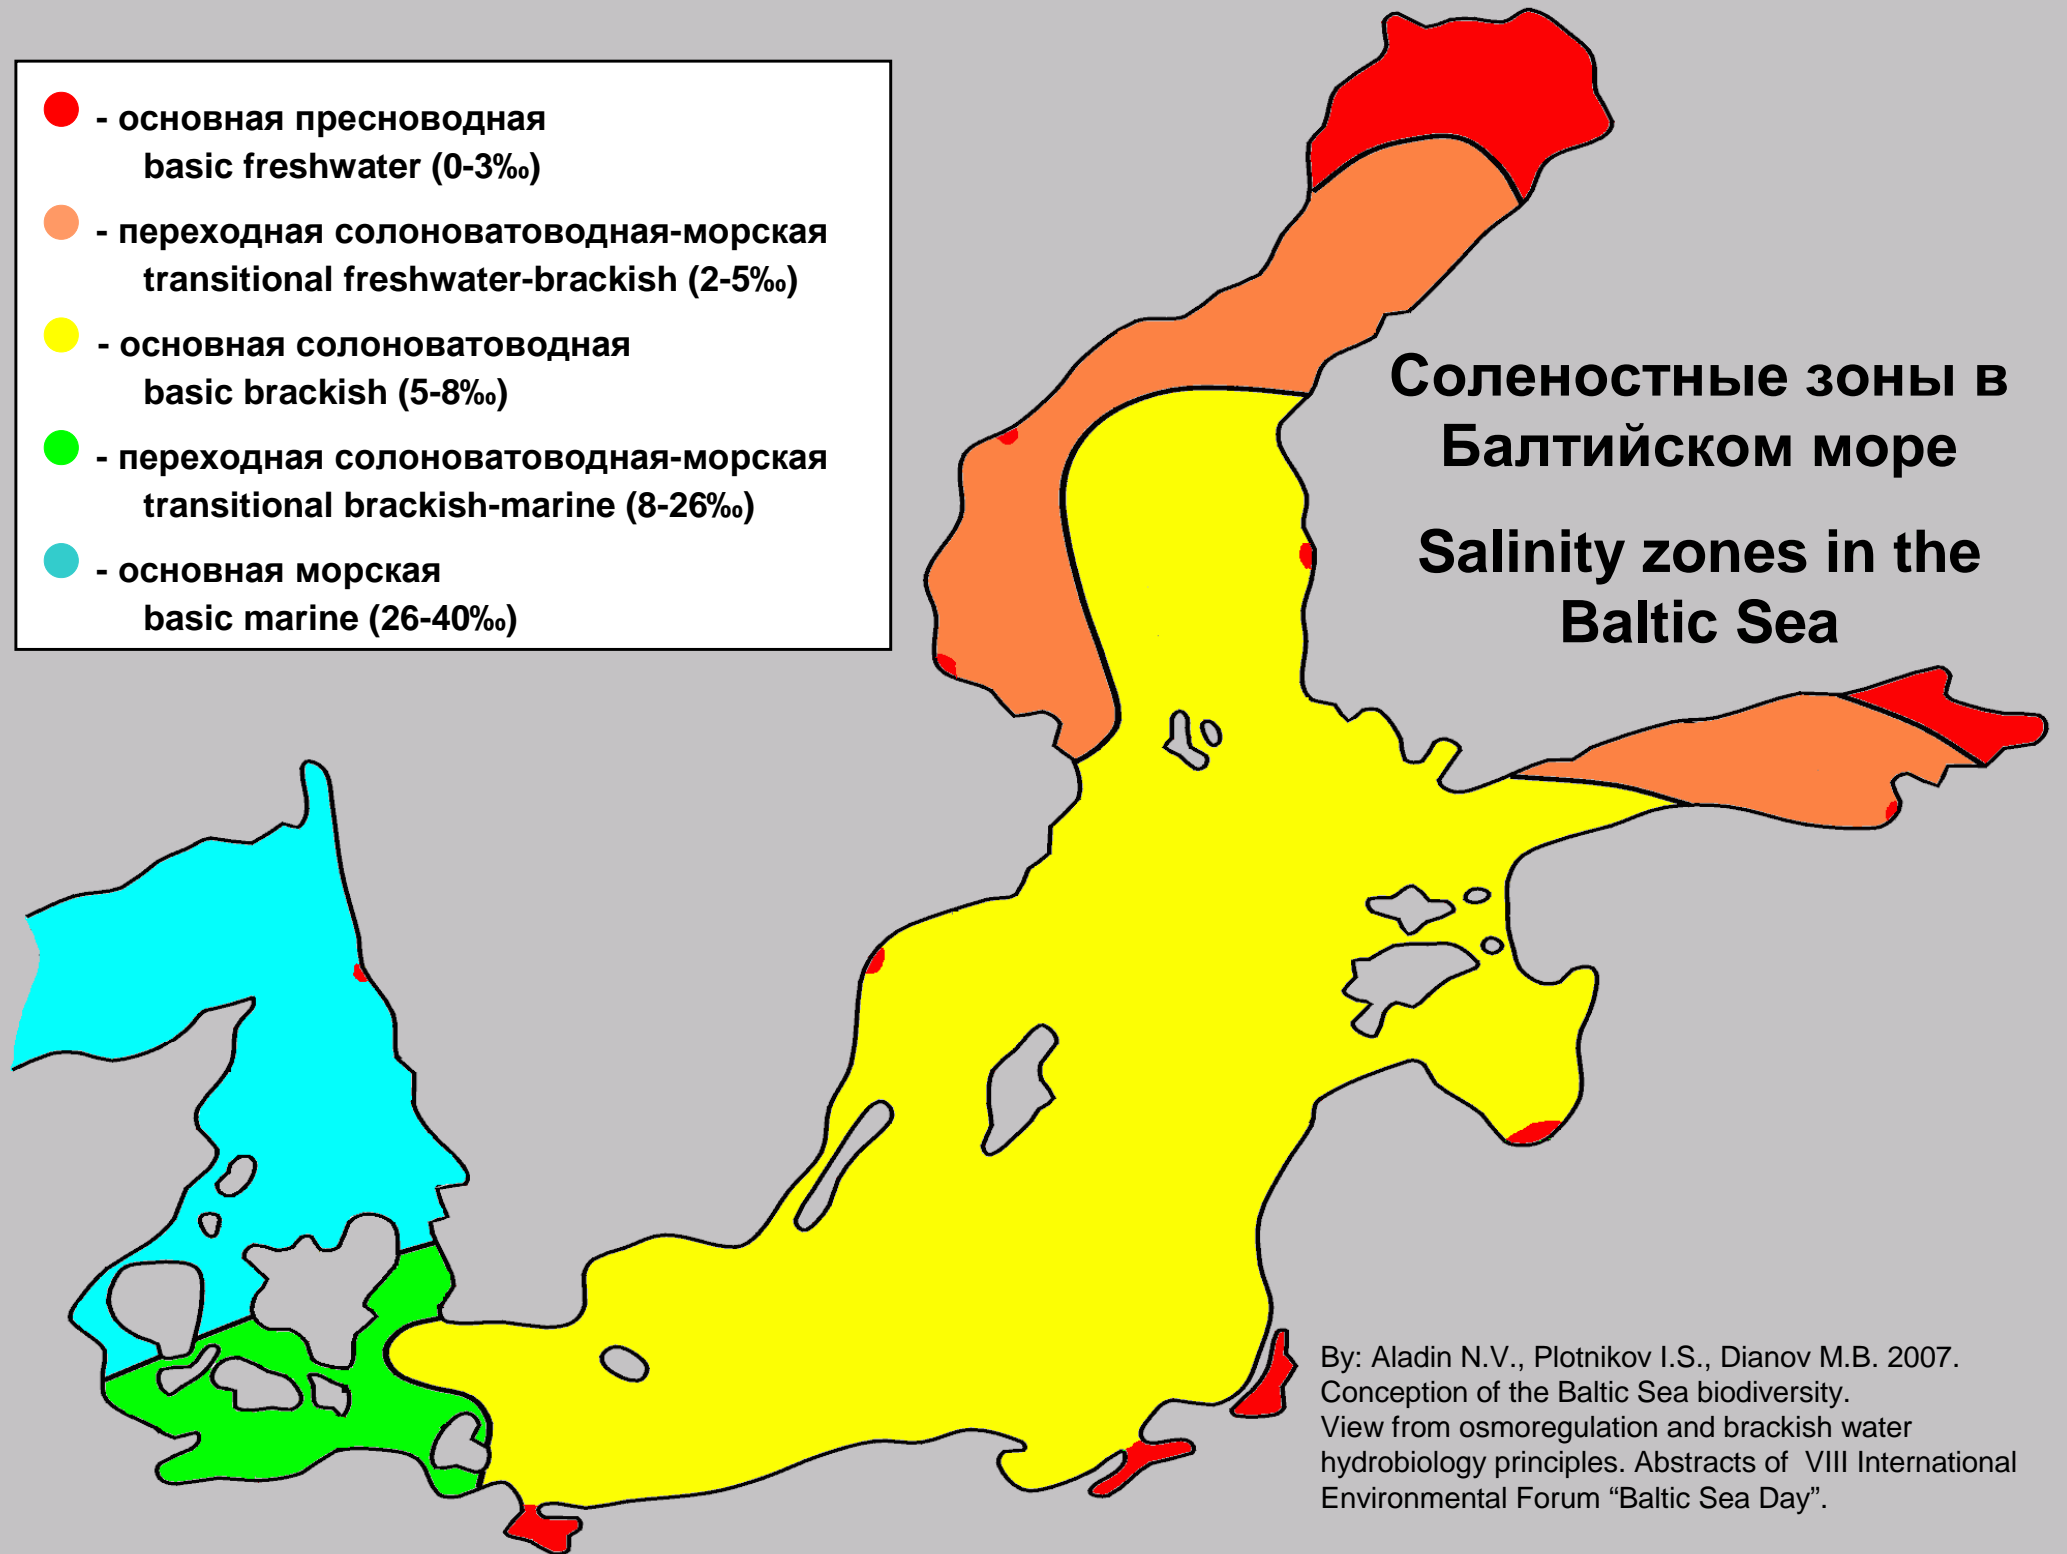 - основная пресноводная
basic freshwater (0-3‰)
- переходная солоноватоводная-морская
transitional freshwater-brackish (2-5‰)
- основная солоноватоводная
basic brackish (5-8‰)
- переходная солоноватоводная-морская
transitional brackish-marine (8-26‰)
- основная морская
basic marine (26-40‰)
Соленостные зоны в
Балтийском море
Salinity zones in the
Baltic Sea
By: Aladin N.V., Plotnikov I.S., Dianov M.B. 2007.
Conception of the Baltic Sea biodiversity.
View from osmoregulation and brackish water
hydrobiology principles. Abstracts of  VIII International
Environmental Forum “Baltic Sea Day”.